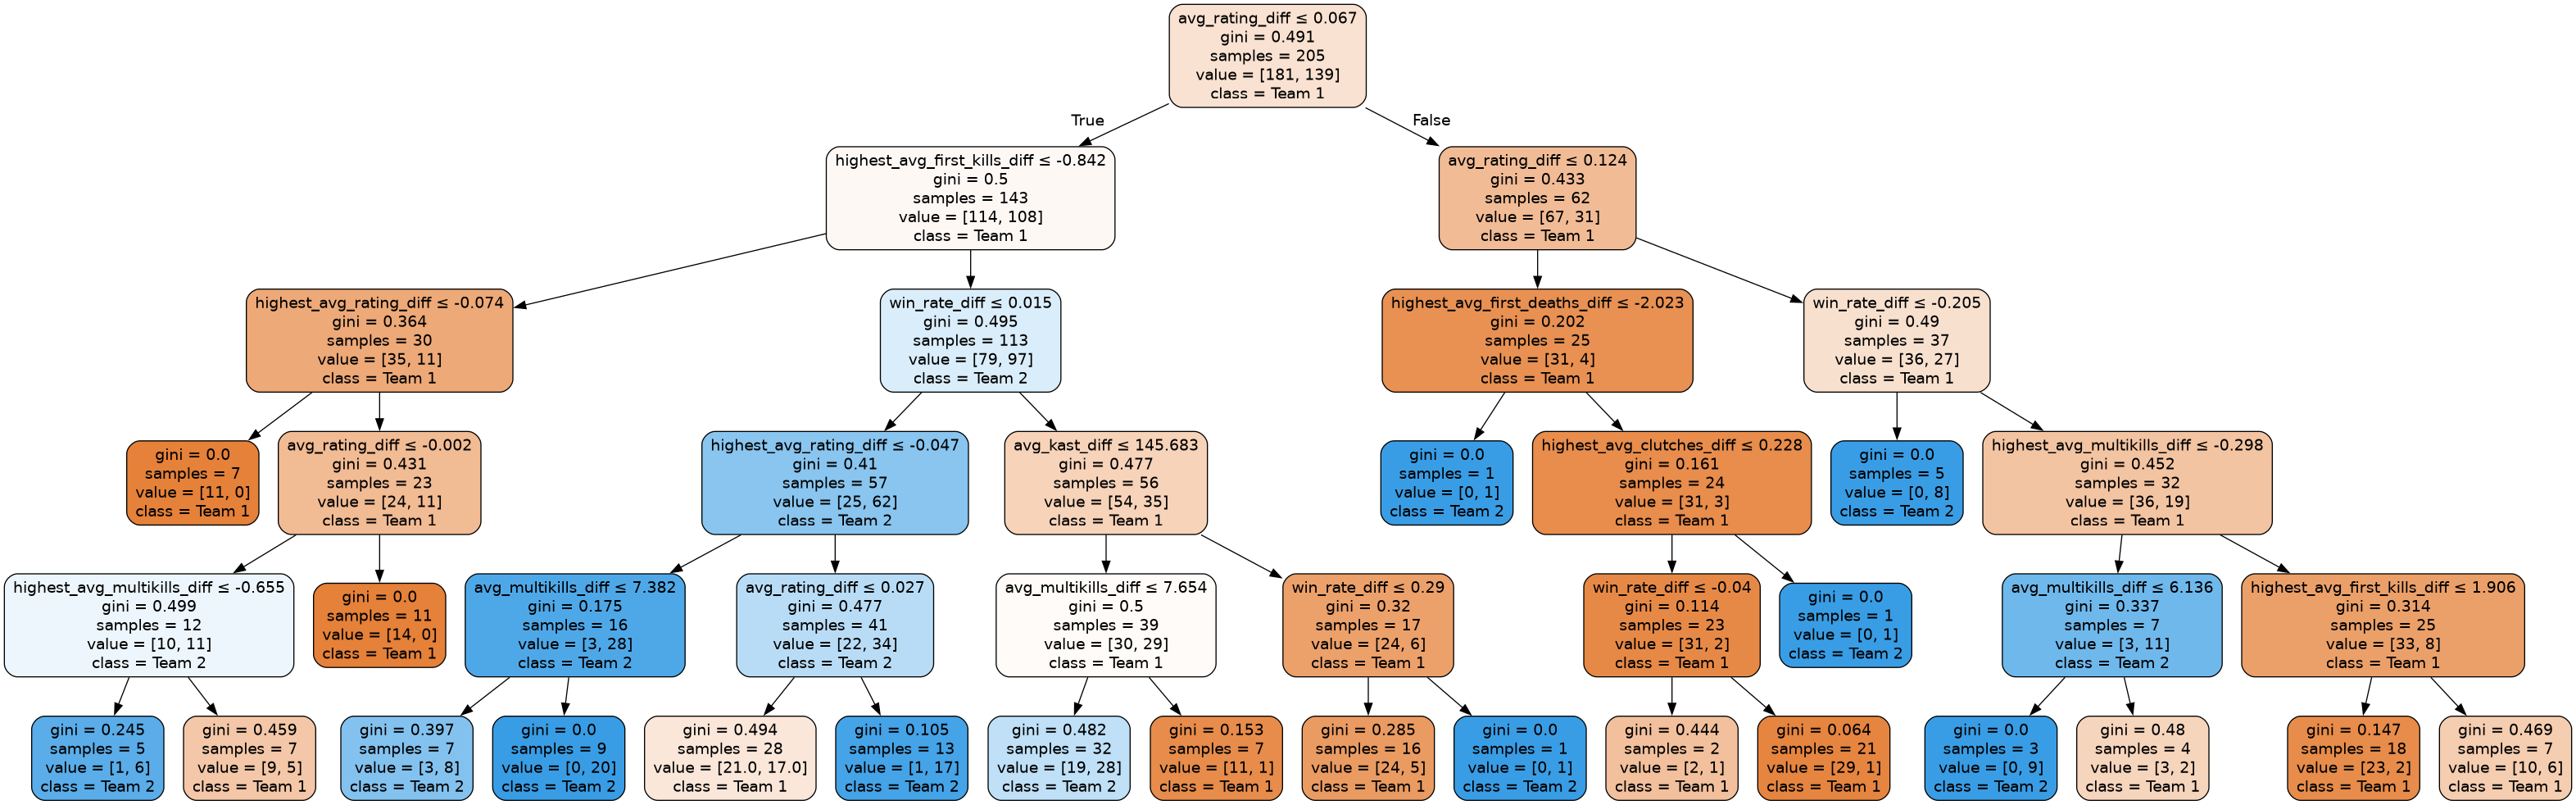 avg_rating_diff ≤ 0.067
gini = 0.491
samples = 205
value = [181, 139]
class = Team 1
True
False
highest_avg_first_kills_diff ≤ -0.842
gini = 0.5
samples = 143
value = [114, 108]
class = Team 1
avg_rating_diff ≤ 0.124
gini = 0.433
samples = 62
value = [67, 31]
class = Team 1
highest_avg_rating_diff ≤ -0.074
gini = 0.364
samples = 30
value = [35, 11]
class = Team 1
win_rate_diff ≤ 0.015
gini = 0.495
samples = 113
value = [79, 97]
class = Team 2
highest_avg_first_deaths_diff ≤ -2.023
gini = 0.202
samples = 25
value = [31, 4]
class = Team 1
win_rate_diff ≤ -0.205
gini = 0.49
samples = 37
value = [36, 27]
class = Team 1
gini = 0.0
samples = 7
value = [11, 0]
class = Team 1
avg_rating_diff ≤ -0.002
gini = 0.431
samples = 23
value = [24, 11]
class = Team 1
highest_avg_rating_diff ≤ -0.047
gini = 0.41
samples = 57
value = [25, 62]
class = Team 2
avg_kast_diff ≤ 145.683
gini = 0.477
samples = 56
value = [54, 35]
class = Team 1
gini = 0.0
samples = 1
value = [0, 1]
class = Team 2
highest_avg_clutches_diff ≤ 0.228
gini = 0.161
samples = 24
value = [31, 3]
class = Team 1
gini = 0.0
samples = 5
value = [0, 8]
class = Team 2
highest_avg_multikills_diff ≤ -0.298
gini = 0.452
samples = 32
value = [36, 19]
class = Team 1
highest_avg_multikills_diff ≤ -0.655
gini = 0.499
samples = 12
value = [10, 11]
class = Team 2
gini = 0.0
samples = 11
value = [14, 0]
class = Team 1
avg_multikills_diff ≤ 7.382
gini = 0.175
samples = 16
value = [3, 28]
class = Team 2
avg_rating_diff ≤ 0.027
gini = 0.477
samples = 41
value = [22, 34]
class = Team 2
avg_multikills_diff ≤ 7.654
gini = 0.5
samples = 39
value = [30, 29]
class = Team 1
win_rate_diff ≤ 0.29
gini = 0.32
samples = 17
value = [24, 6]
class = Team 1
win_rate_diff ≤ -0.04
gini = 0.114
samples = 23
value = [31, 2]
class = Team 1
gini = 0.0
samples = 1
value = [0, 1]
class = Team 2
avg_multikills_diff ≤ 6.136
gini = 0.337
samples = 7
value = [3, 11]
class = Team 2
highest_avg_first_kills_diff ≤ 1.906
gini = 0.314
samples = 25
value = [33, 8]
class = Team 1
gini = 0.245
samples = 5
value = [1, 6]
class = Team 2
gini = 0.459
samples = 7
value = [9, 5]
class = Team 1
gini = 0.397
samples = 7
value = [3, 8]
class = Team 2
gini = 0.0
samples = 9
value = [0, 20]
class = Team 2
gini = 0.494
samples = 28
value = [21.0, 17.0]
class = Team 1
gini = 0.105
samples = 13
value = [1, 17]
class = Team 2
gini = 0.482
samples = 32
value = [19, 28]
class = Team 2
gini = 0.153
samples = 7
value = [11, 1]
class = Team 1
gini = 0.285
samples = 16
value = [24, 5]
class = Team 1
gini = 0.0
samples = 1
value = [0, 1]
class = Team 2
gini = 0.444
samples = 2
value = [2, 1]
class = Team 1
gini = 0.064
samples = 21
value = [29, 1]
class = Team 1
gini = 0.0
samples = 3
value = [0, 9]
class = Team 2
gini = 0.48
samples = 4
value = [3, 2]
class = Team 1
gini = 0.147
samples = 18
value = [23, 2]
class = Team 1
gini = 0.469
samples = 7
value = [10, 6]
class = Team 1